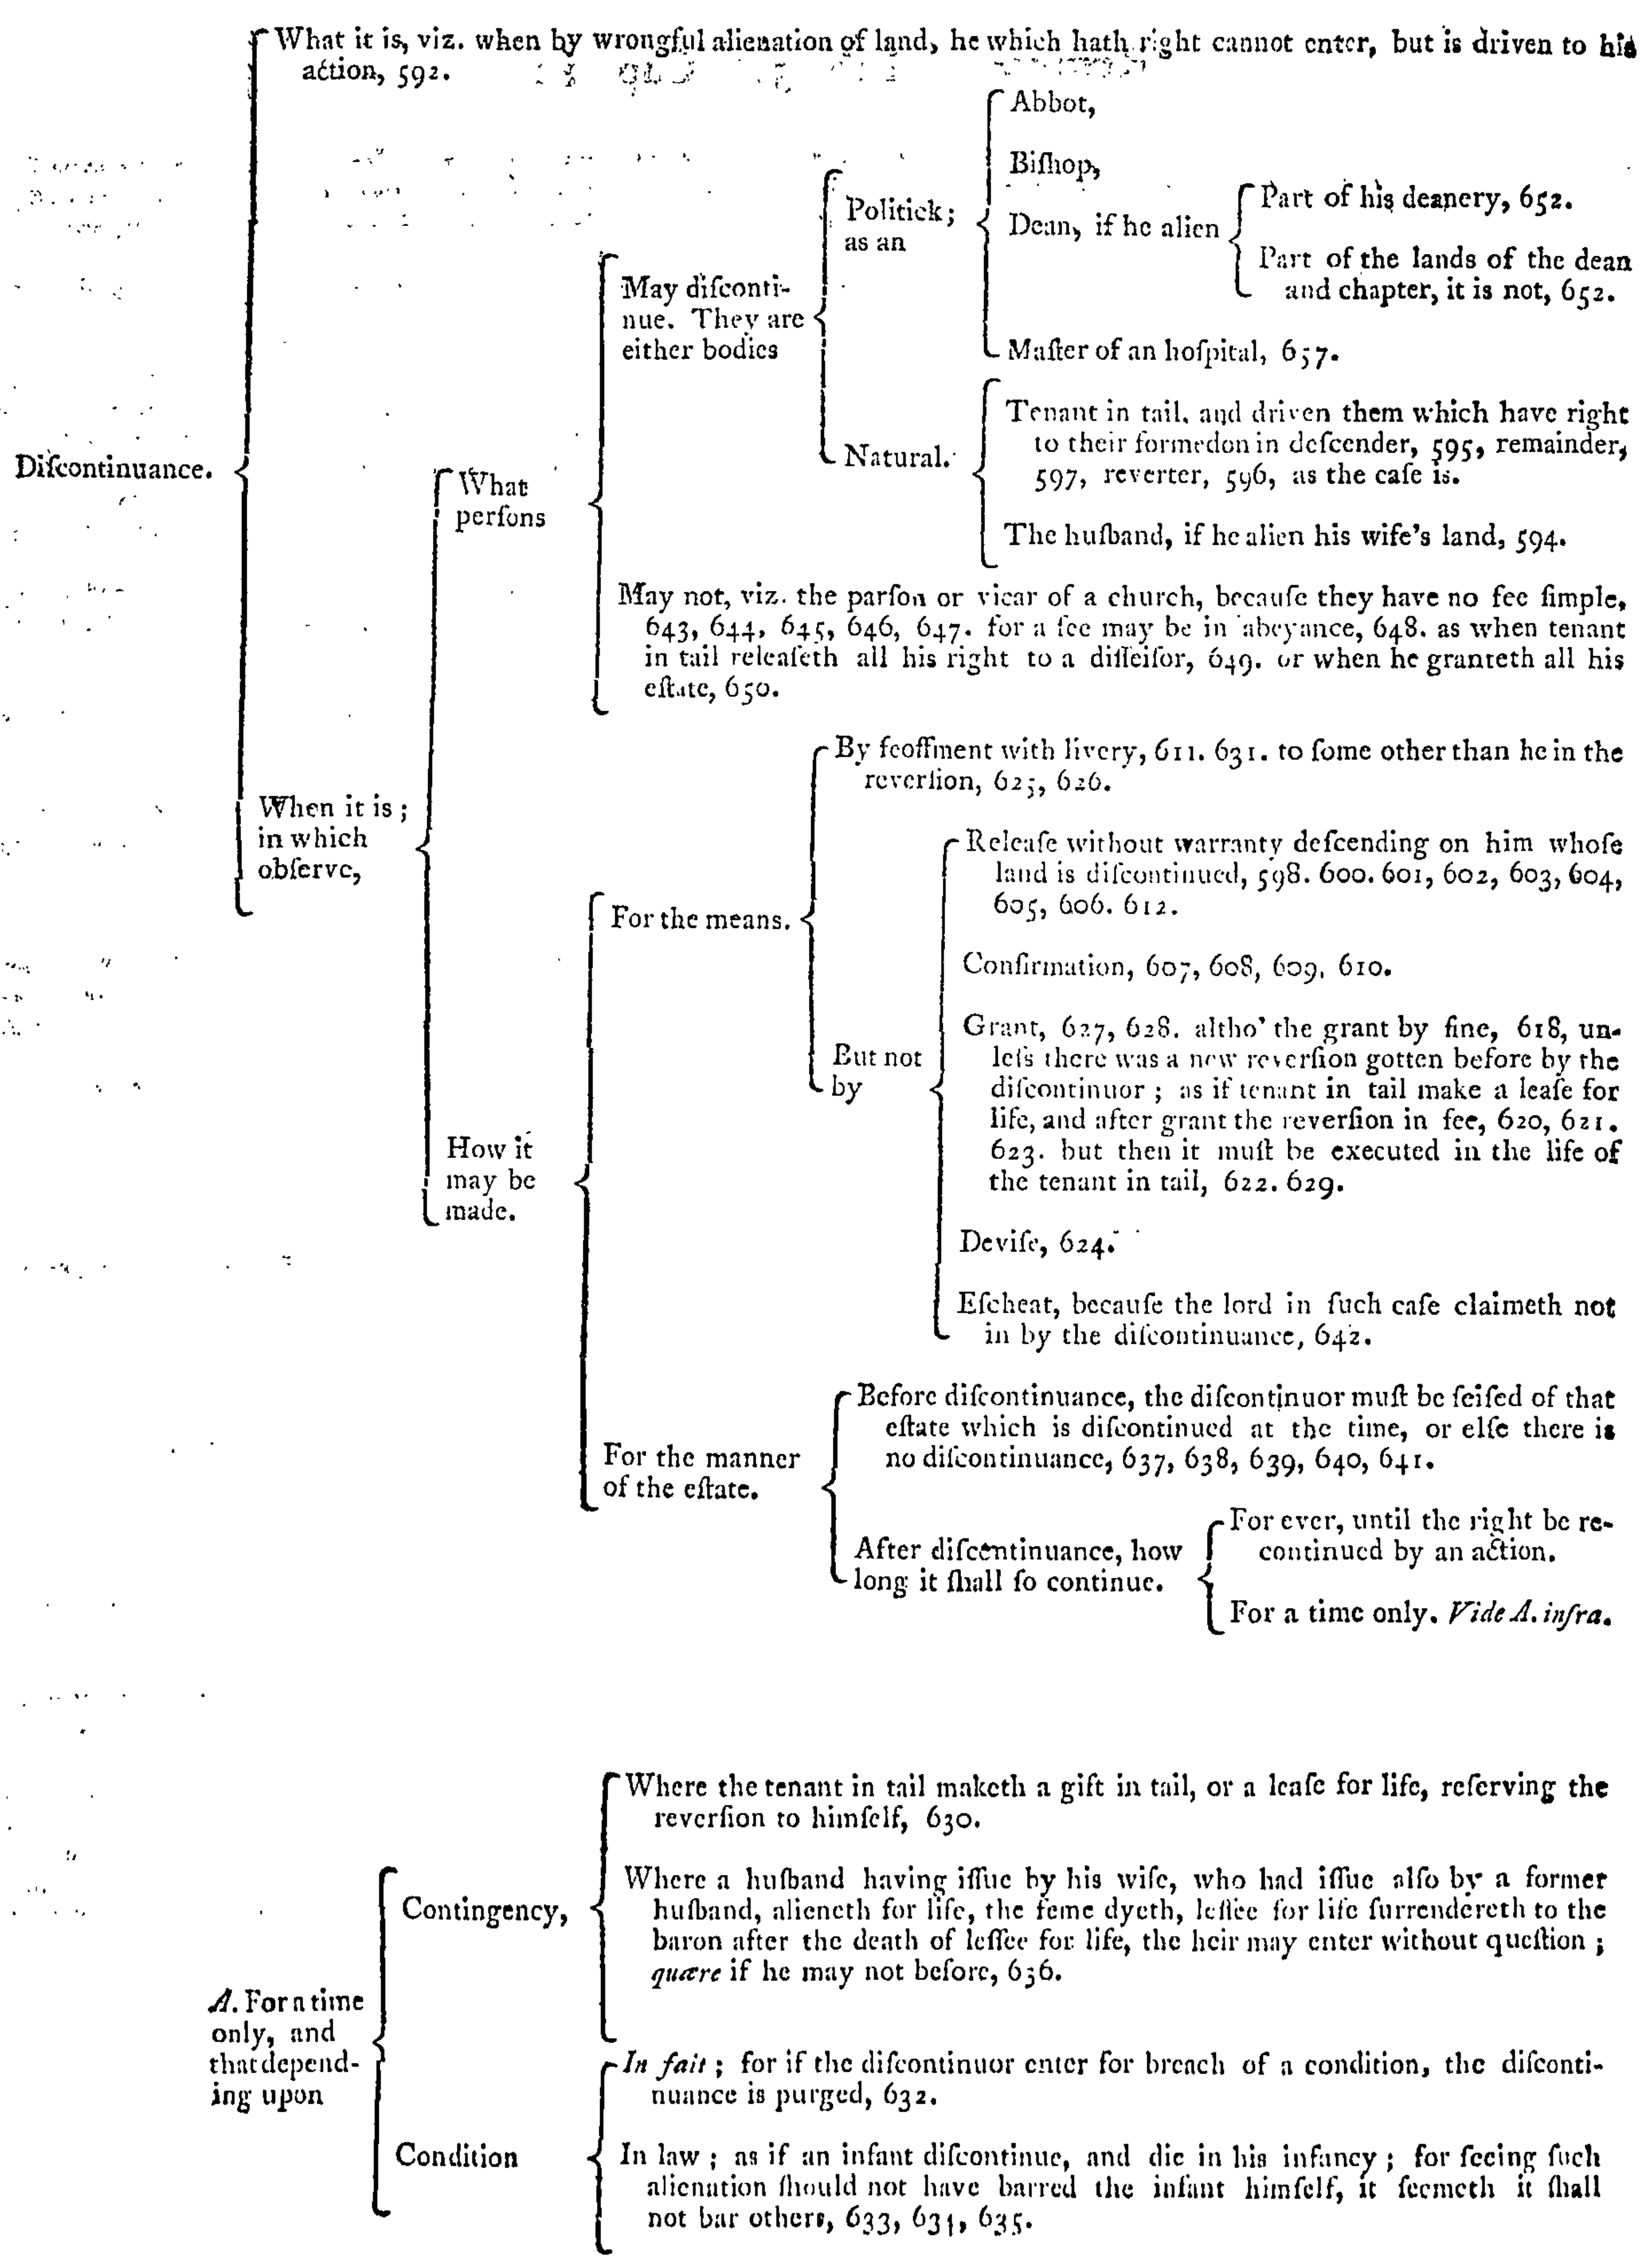 What it is, viz. when by wrongful alienation of land, he which hath right cannot enter, but is driven to his
action, 592.
Abbot,
Biſhop,
Politick;
as an
Dean, if he alien
Part of his deanery, 652.
Part of the lands of the dean
and chapter, it is not, 652.
May diſconti-
nue. They are
either bodies
Maſter of an hoſpital, 657.
Tenant in tail, and driven them which have right
to their formedon in deſcender, 595, remainder,
597, reverter, 596, as the caſe is.
Natural.
Diſcontinuance.
What
perſons
The huſband, if he alien his wife's land, 594.
May not, viz. the parſon or vicar of a church, becauſe they have no fee ſimple,
643, 644, 645, 646, 647. for a fee may be in abeyance, 648. as when tenant
in tail releaſeth all his right to a diſſeiſor, 649. or when he granteth all his
eſtate, 650.
By feoffment with livery, 611. 631. to ſome other than he in the
reverſion, 625, 626.
When it is;
in which
obſerve,
Releaſe without warranty deſcending on him whoſe
land is diſcontinued, 598. 600. 601, 602, 603, 604,
605, 606. 612.
For the means.
Confirmation, 607, 608, 609, 610.
But not
by
Grant, 627, 628. altho' the grant by fine, 618, un-
leſs there was a new reverſion gotten before by the
diſcontinuor; as if tenant in tail make a leaſe for
life, and after grant the reverſion in fee, 620, 621.
623. but then it muſt be executed in the life of
the tenant in tail, 622. 629.
How it
may be
made.
Deviſe, 624.
Eſcheat, becauſe the lord in ſuch caſe claimeth not
in by the diſcontinuance, 642.
Before diſcontinuance, the diſcontinuor muſt be ſeiſed of that
eſtate which is diſcontinued at the time, or elſe there is
no diſcontinuance, 637, 638, 639, 640, 641.
For the manner
of the eſtate.
After diſcontinuance, how
long it ſhall ſo continue.
For ever, until the right be re-
continued by an action.
For a time only. Vide A. infra.
Where the tenant in tail maketh a gift in tail, or a leaſe for life, reſerving the
reverſion to himſelf, 630.
Contingency,
Where a huſband having iſſue by his wife, who had iſſue alſo by a former
huſband, alieneth for life, the feme dyeth, leſſee for life ſurrendereth to the
baron after the death of leſſee for life, the heir may enter without queſtion;
quære if he may not before, 636.
A. For a time
only, and
that depend-
ing upon
In fait; for if the diſcontinuor enter for breach of a condition, the diſconti-
nuance is purged, 632.
Condition
In law; as if an infant diſcontinue, and die in his infancy; for ſeeing ſuch
alienation ſhould not have barred the infant himſelf, it ſeemeth it ſhall
not bar others, 633, 634, 635.